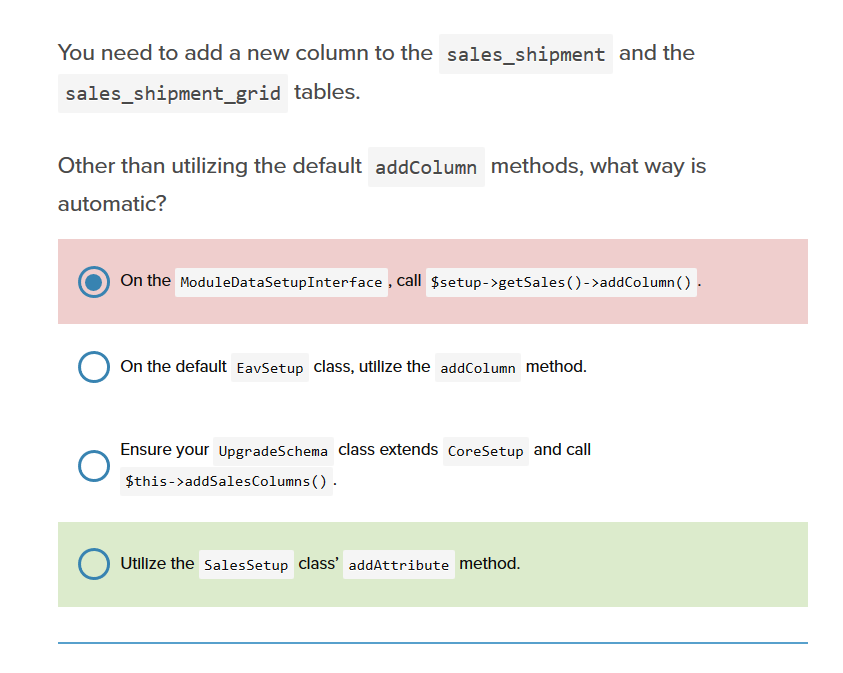 You need to add a new column to the sales_shipment and the
sales_shipment_grid tables.
Other than utilizing the default addColumn methods, what way is
automatic?
On the ModuleDataSetupInterface, call $setup->getSales()->addColumn().
On the default EavSetup class, utilize the addColumn method.
Ensure your UpgradeSchema class extends CoreSetup and call
$this->addSalesColumns().
Utilize the SalesSetup class’ addAttribute method.